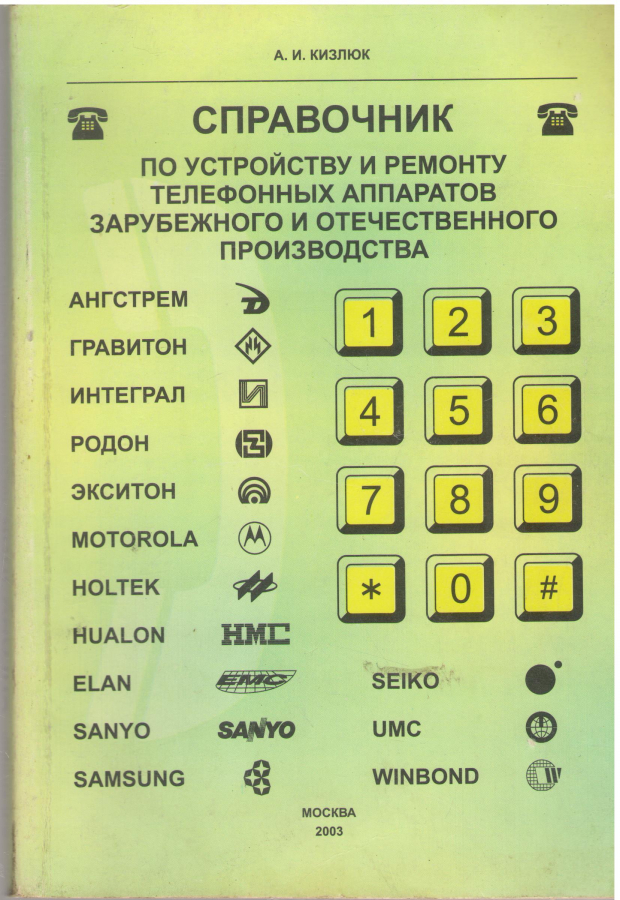 А. И. КИЗЛЮК
СПРАВОЧНИК
ПО УСТРОЙСТВУ И РЕМОНТУ
ТЕЛЕФОННЫХ АППАРАТОВ
ЗАРУБЕЖНОГО И ОТЕЧЕСТВЕННОГО
ПРОИЗВОДСТВА
АНГСТРЕМ
ГРАВИТОН
ИНТЕГРАЛ
РОДОН
ЭКСИТОН
MOTOROLA
HOLTEK
HUALON HMC
ELAN EMC
SANYO SANYO
SAMSUNG
1 2 3
4 5 6
7 8 9
* 0 #
SEIKO
UMC
WINBOND
МОСКВА
2003